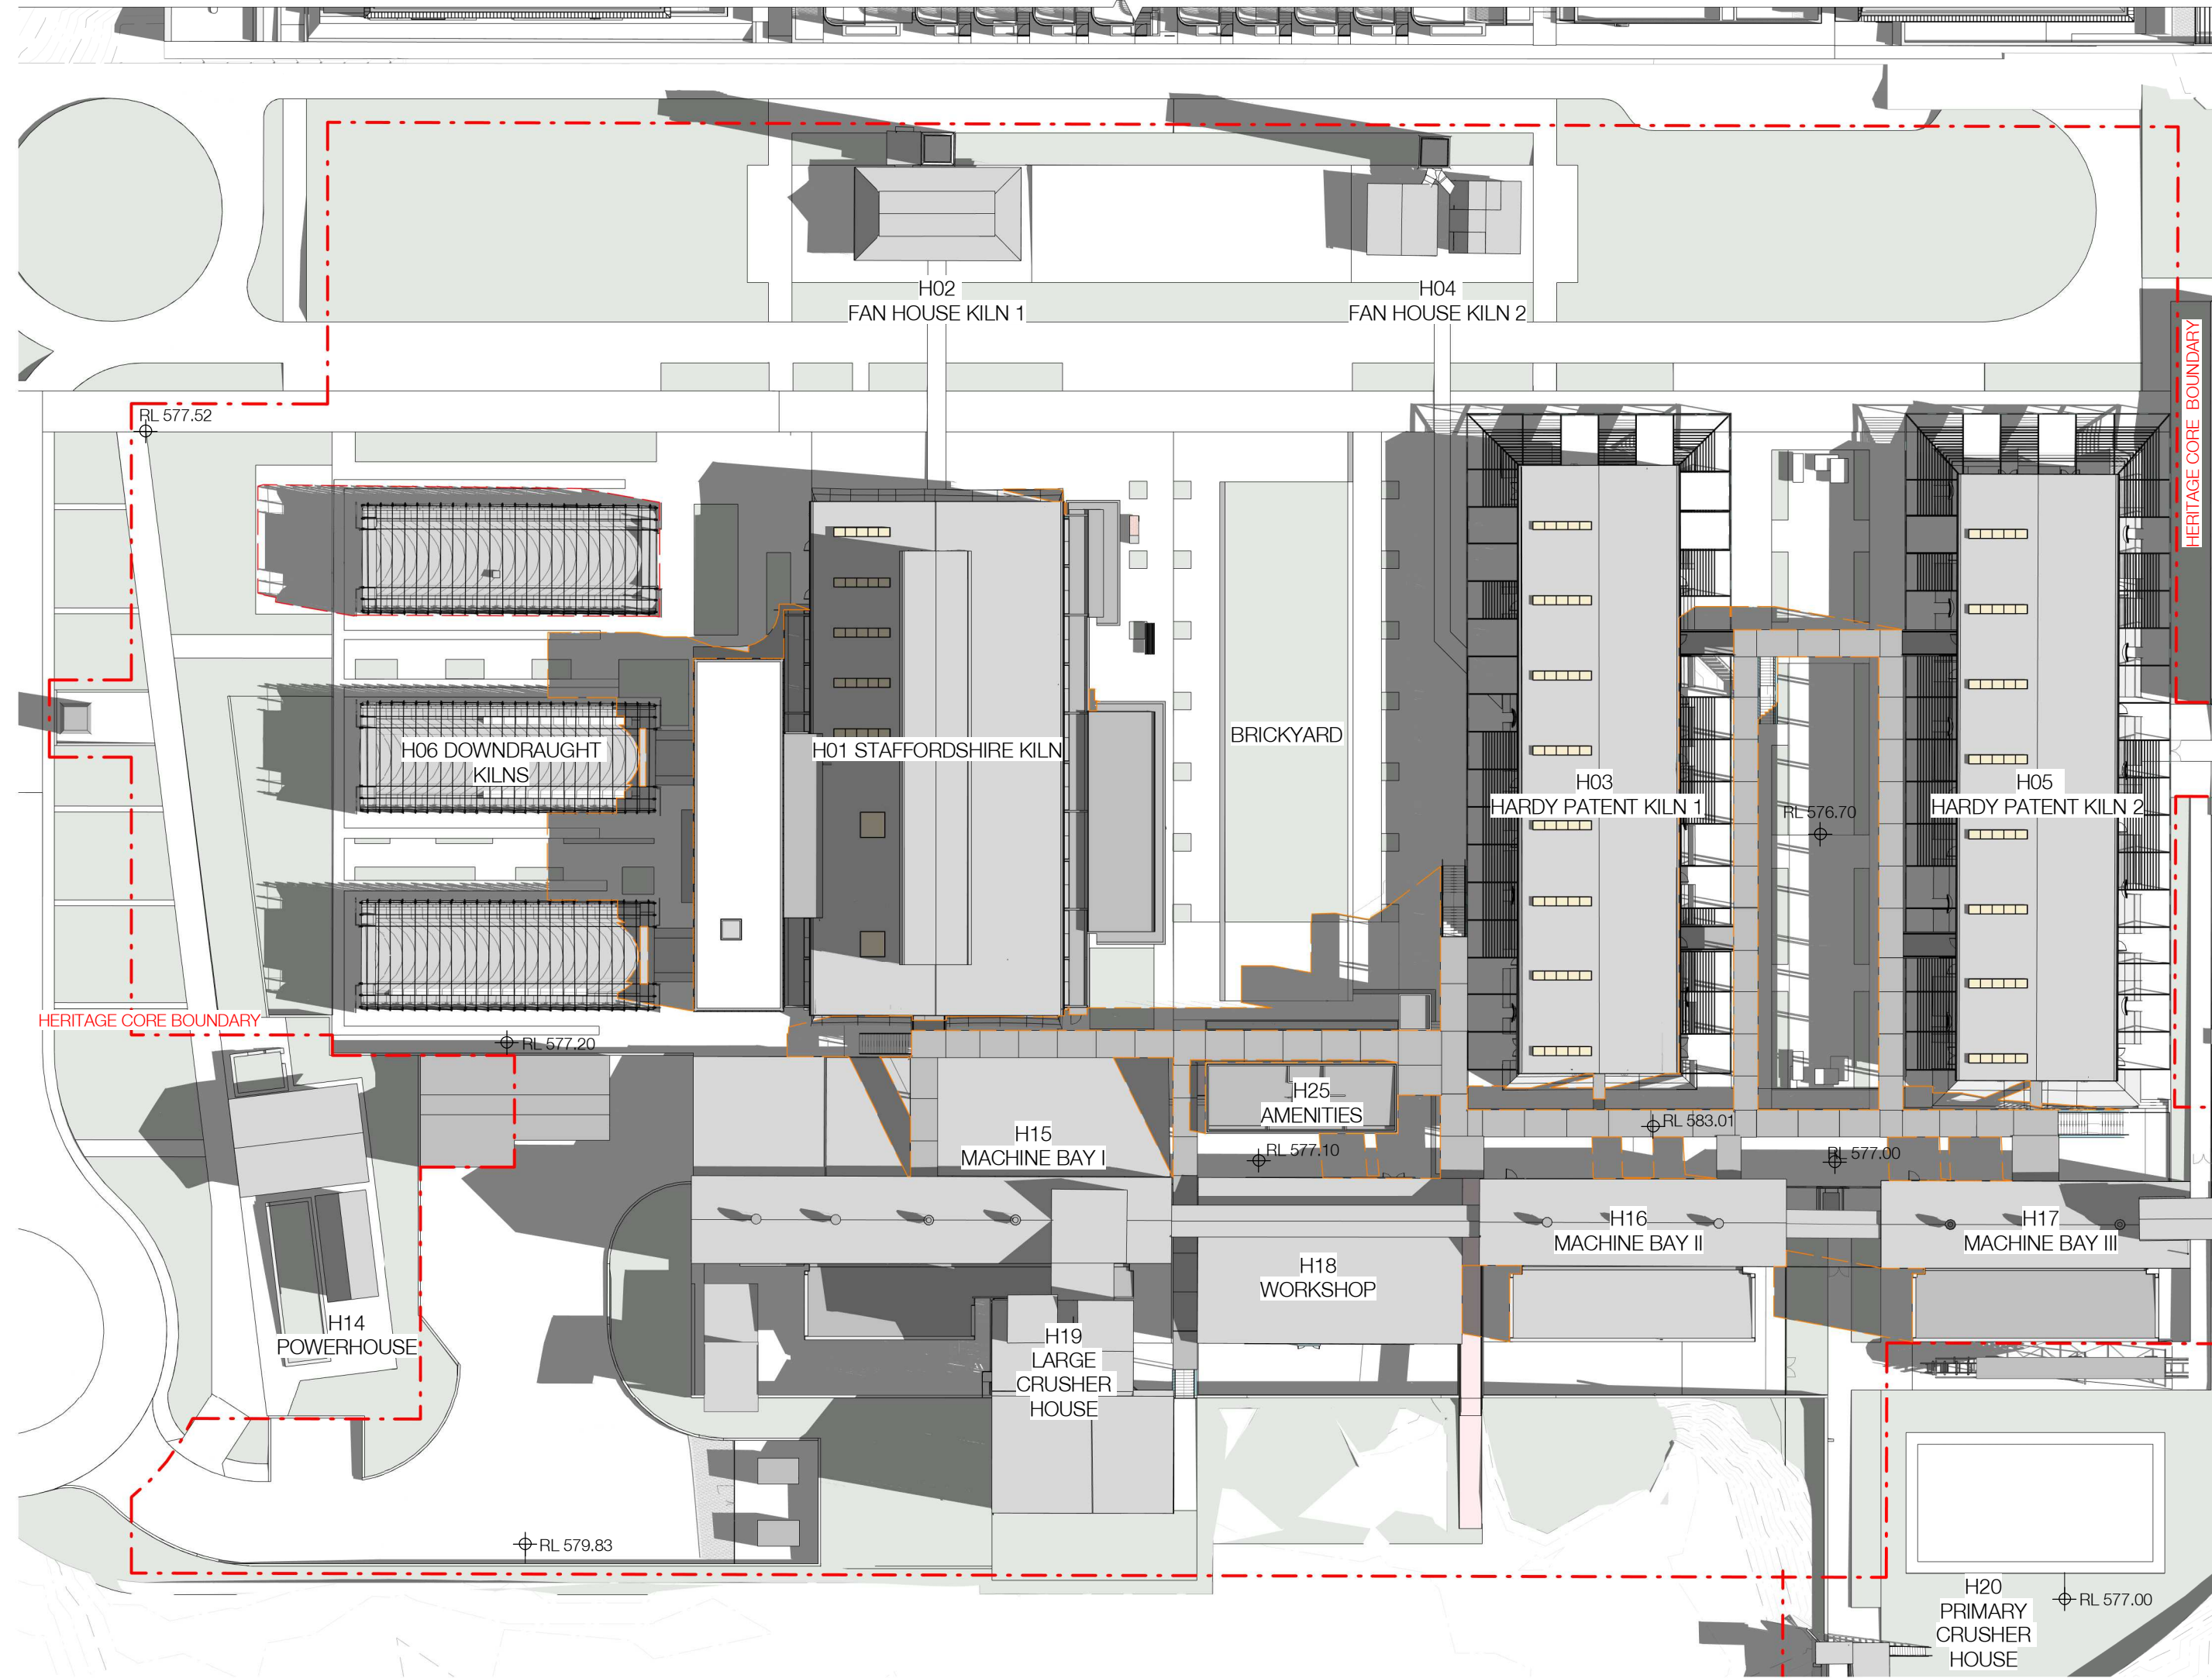 H02
FAN HOUSE KILN 1
H04
FAN HOUSE KILN 2
HERITAGE CORE BOUNDARY
RL 577.52
H06 DOWNDRAUGHT
KILNS
H01 STAFFORDSHIRE KILN
BRICKYARD
H03
HARDY PATENT KILN 1
RL 576.70
H05
HARDY PATENT KILN 2
HERITAGE CORE BOUNDARY
RL 577.20
H25
AMENITIES
H15
MACHINE BAY I
RL 583.01
RL 577.10
RL 577.00
H16
MACHINE BAY II
H17
MACHINE BAY III
H18
WORKSHOP
H14
POWERHOUSE
H19
LARGE
CRUSHER
HOUSE
RL 579.83
H20
PRIMARY
CRUSHER
HOUSE
RL 577.00